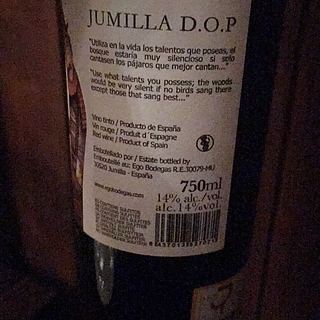 JUMILLA D.O.P
"Utiliza en la vida los talentos que poseas, el
bosque estaría muy silencioso si solo
cantasen los pájaros que mejor cantan..."
"Use what talents you possess; the woods
would be very silent if no birds sang there
except those that sang best..."
Vino tinto / Producto de España
Vin rouge / Produit d´Espagne
Red wine / Product of Spain
Embotellado por / Estate bottled by
Embouteillé au: Ego Bodegas R.E.30079-MU
30520 Jumilla - España
www.egobodegas.com
750ml
14% alc./vol.
alc.14%vol.